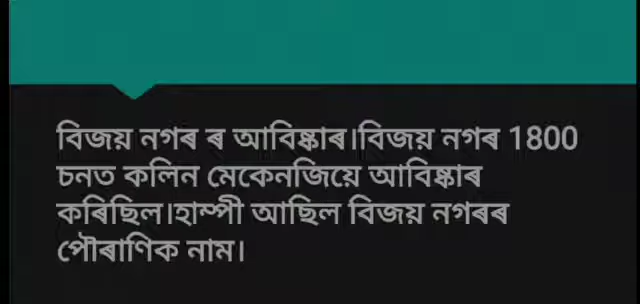 বিজয় নগৰ ৰ আবিষ্কাৰ।বিজয় নগৰ 1800
চনত কলিন মেকেনজিয়ে আবিষ্কাৰ
কৰিছিল।হাম্পী আছিল বিজয় নগৰৰ
পৌৰাণিক নাম।